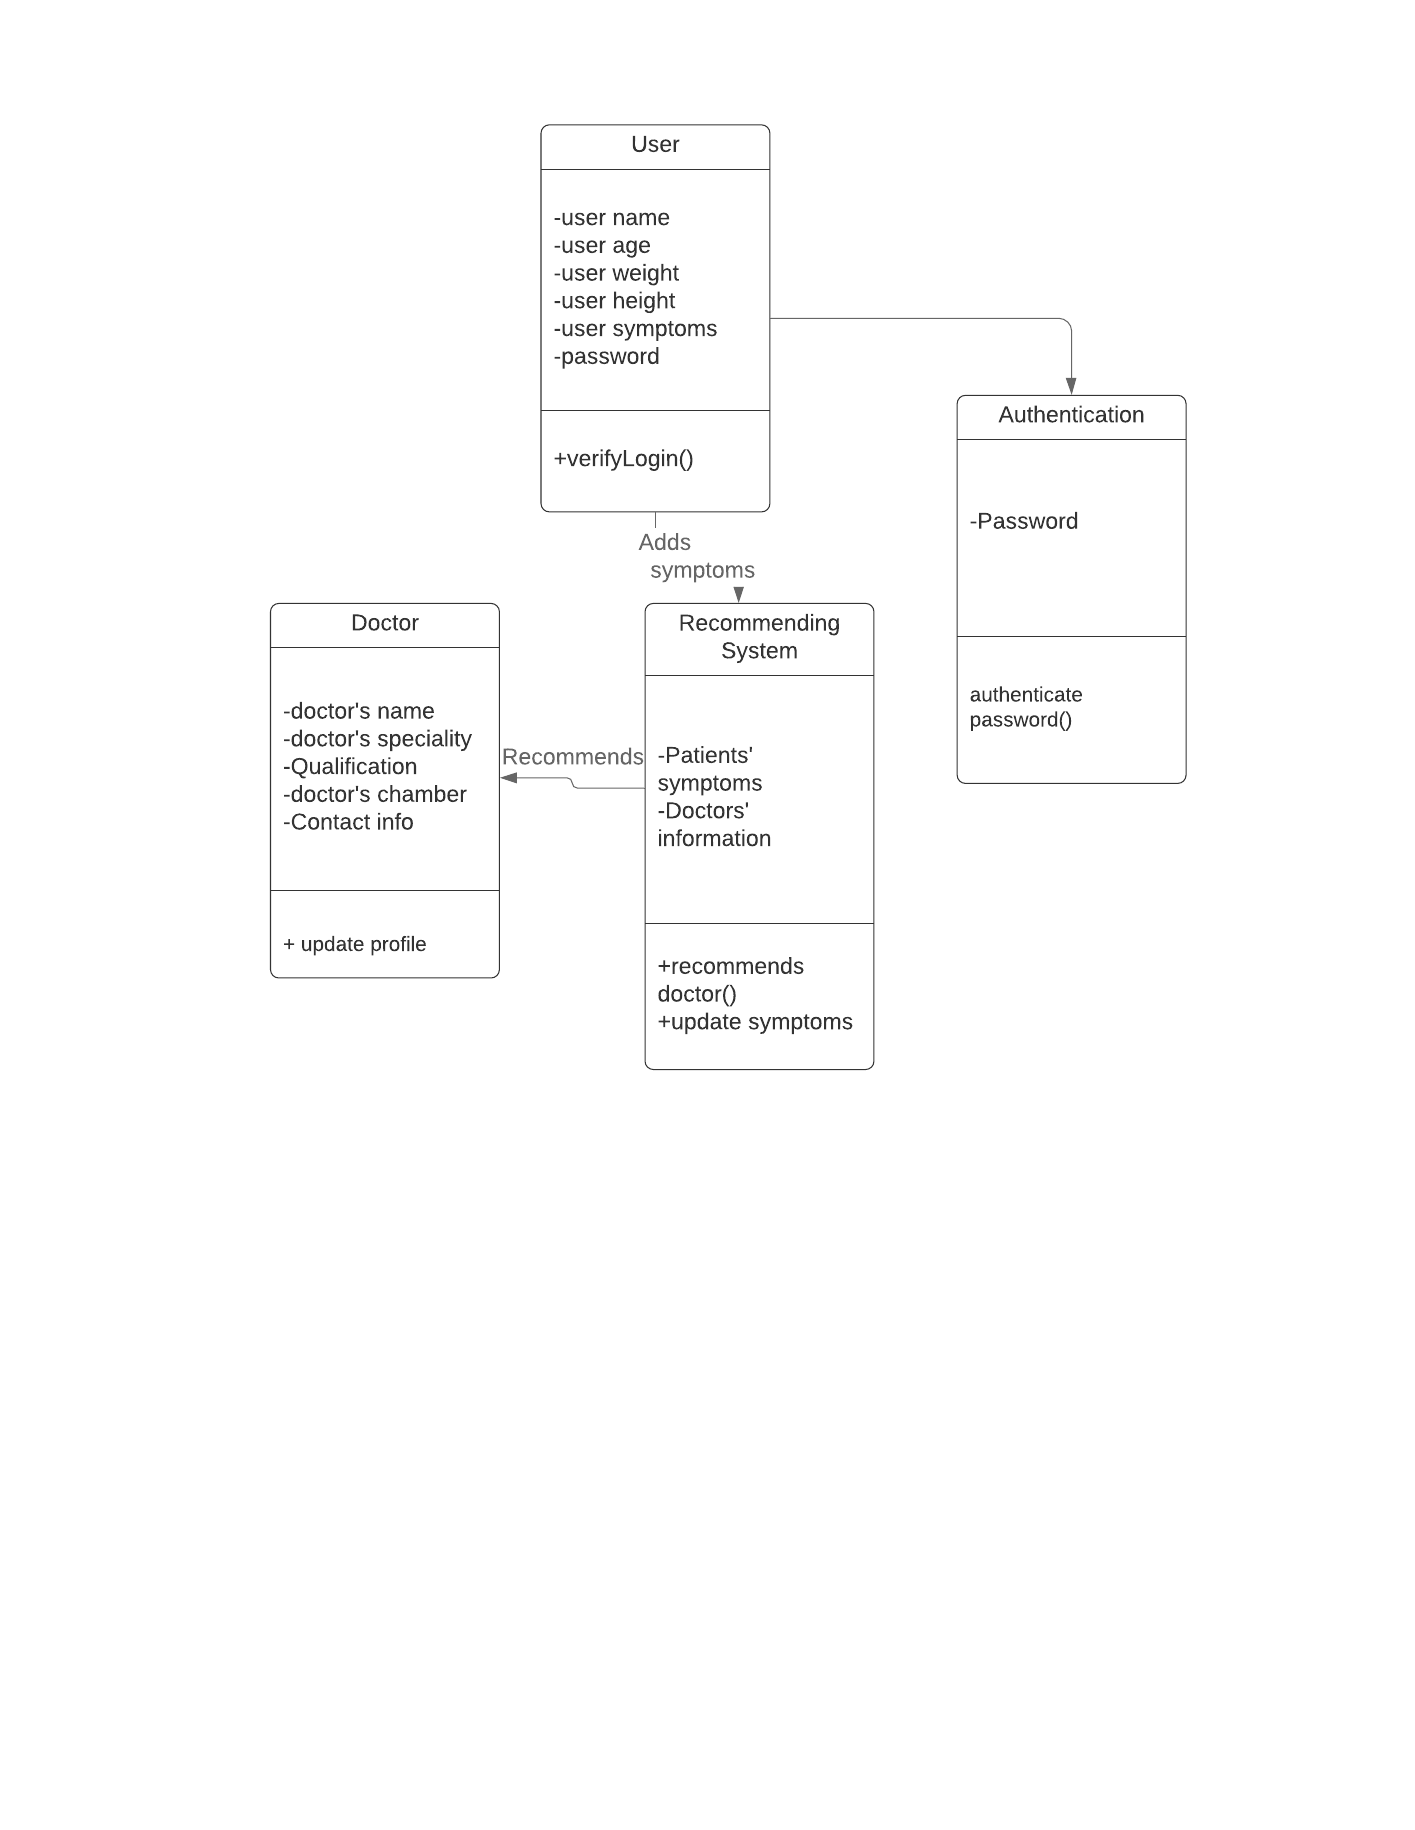 User
-user name
-user age
-user weight
-user height
-user symptoms
-password
+verifyLogin()
Authentication
-Password
authenticate
password()
Adds
symptoms
Doctor
-doctor's name
-doctor's speciality
-Qualification
-doctor's chamber
-Contact info
+ update profile
Recommends
Recommending
System
-Patients'
symptoms
-Doctors'
information
+recommends
doctor()
+update symptoms